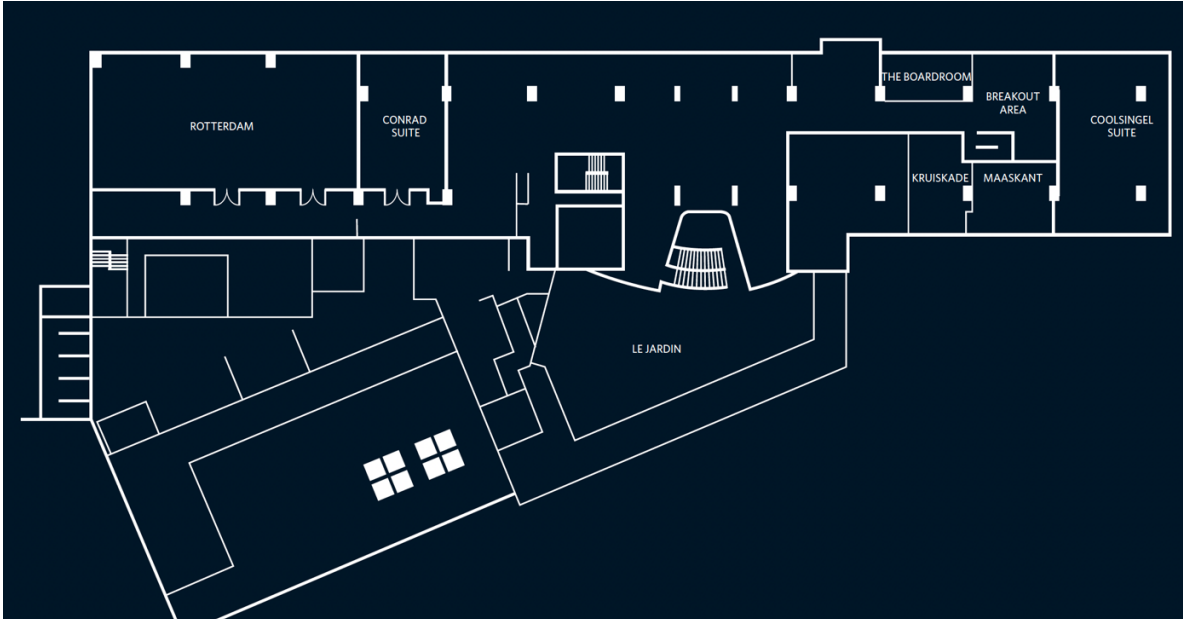 THE BOARDROOM
BREAKOUT
AREA
CONRAD
SUITE
ROTTERDAM
COOLSINGEL
SUITE
KRUISKADE
MAASKANT
LE JARDIN